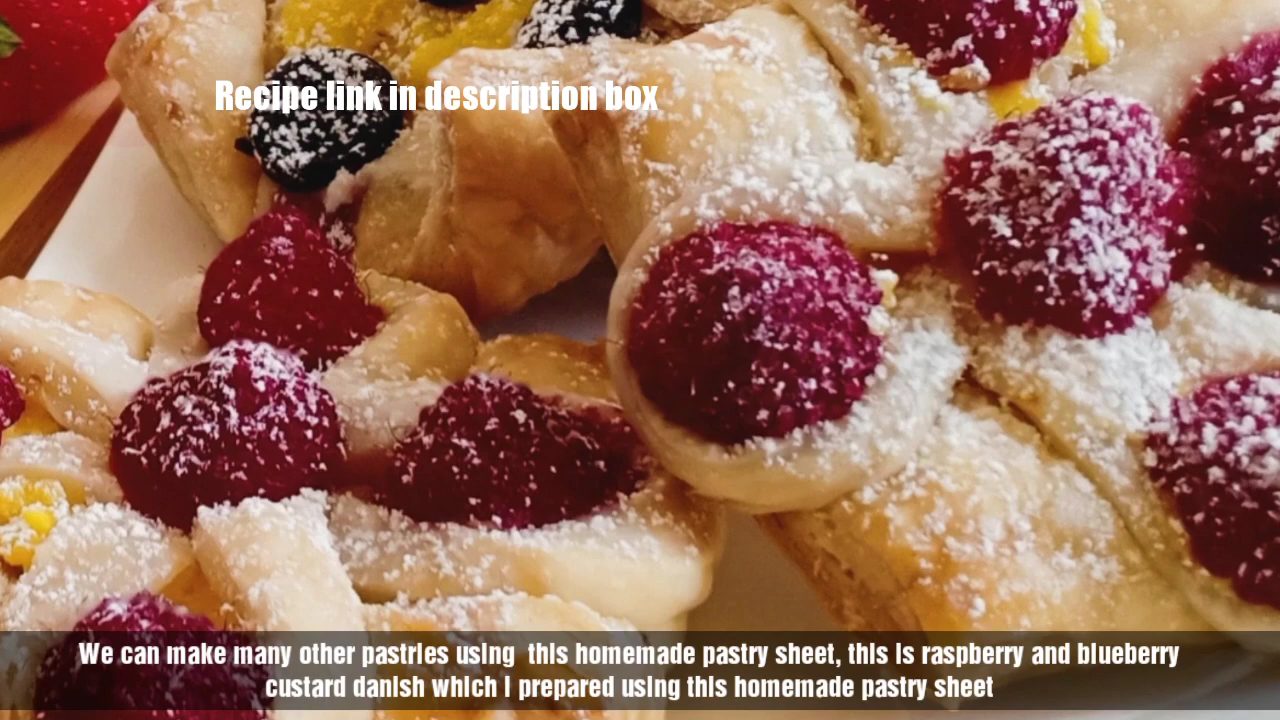 Recipe link in description box
We can make many other pastries using  this homemade pastry sheet, this is raspberry and blueberry
custard danish which I prepared using this homemade pastry sheet